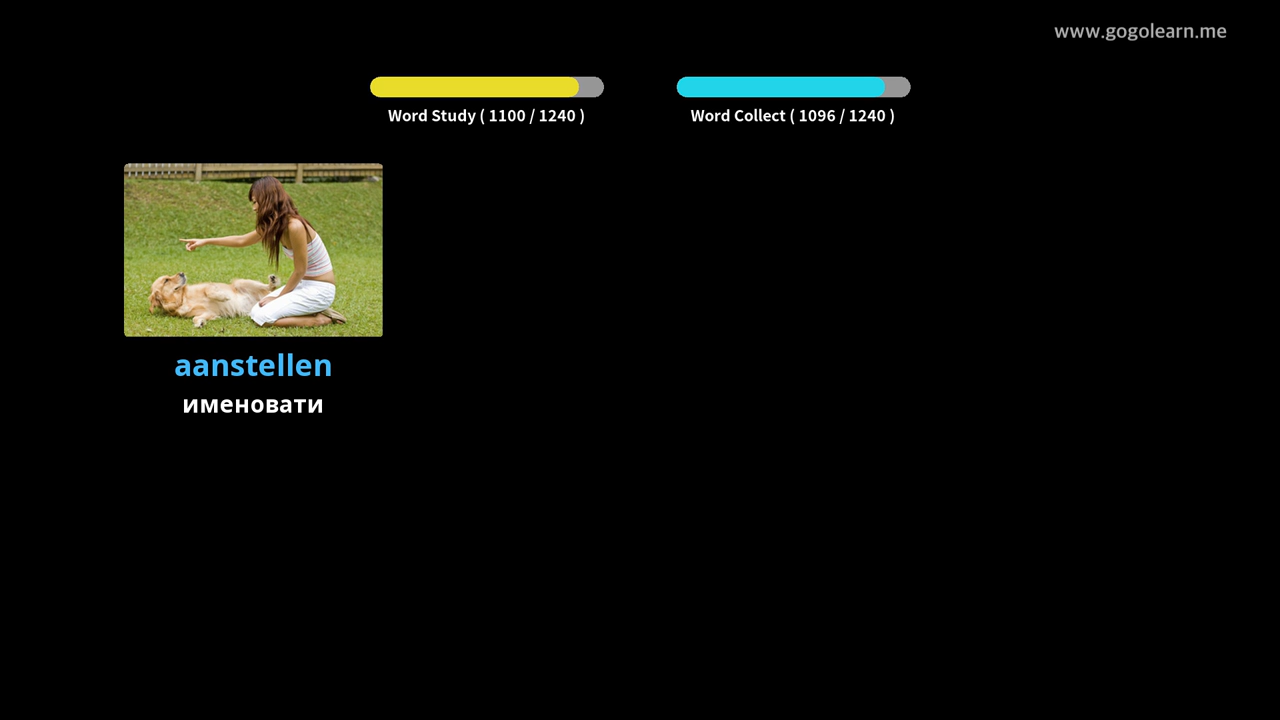 www.gogolearn.me
Word Study ( 1100 / 1240 )
Word Collect ( 1096 / 1240 )
aanstellen
именовати